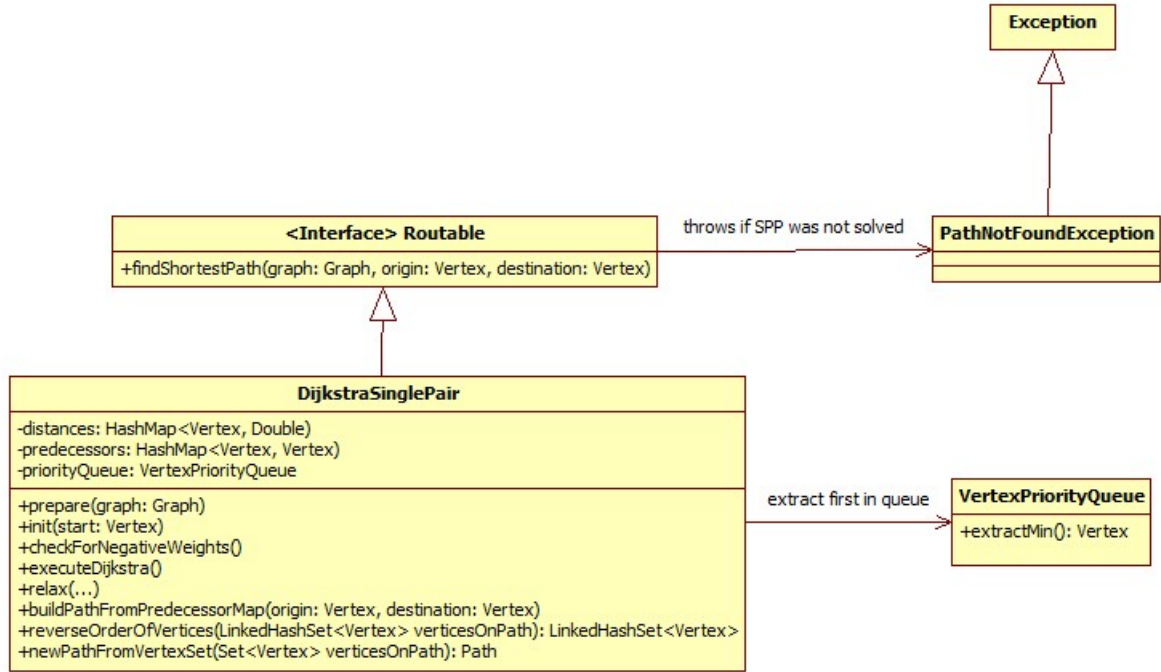 Exception
<Interface> Routable
+findShortestPath(graph: Graph, origin: Vertex, destination: Vertex)
throws if SPP was not solved
PathNotFoundException
DijkstraSinglePair
-distances: HashMap<Vertex, Double)
-predecessors: HashMap<Vertex, Vertex)
-priorityQueue: VertexPriorityQueue
+prepare(graph: Graph)
+init(start: Vertex)
+checkForNegativeWeights()
+executeDijkstra()
+relax(...)
+buildPathFromPredecessorMap(origin: Vertex, destination: Vertex)
+reverseOrderOfVertices(LinkedHashSet<Vertex> verticesOnPath): LinkedHashSet<Vertex>
+newPathFromVertexSet(Set<Vertex> verticesOnPath): Path
extract first in queue
VertexPriorityQueue
+extractMin(): Vertex